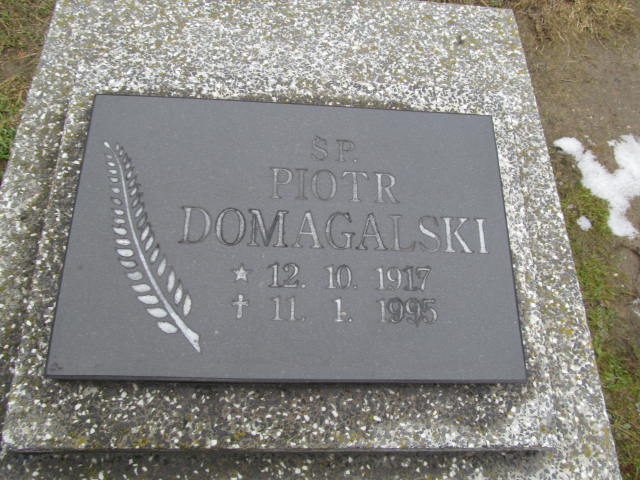 ŚP.
PIOTR
DOMAGALSKI
★ 12. 10. 1917
✝ 11. 1. 1995